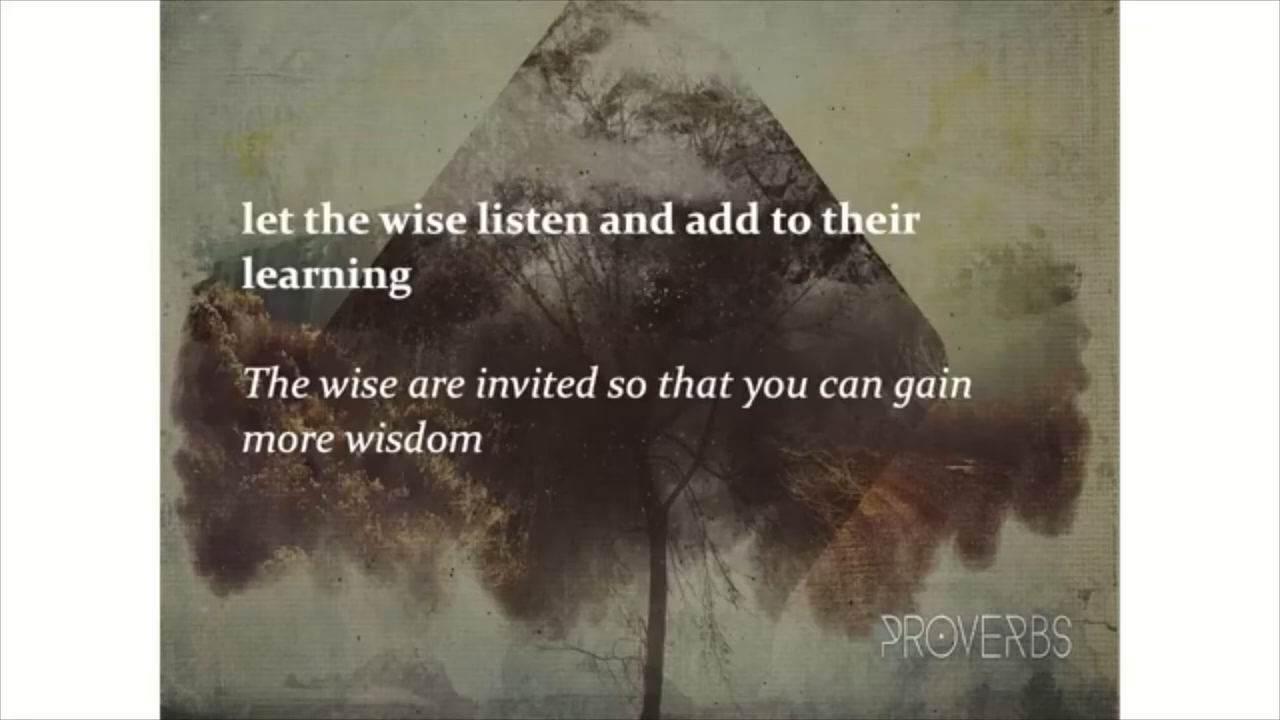 let the wise listen and add to their
learning
The wise are invited so that you can gain
more wisdom
PROVERBS